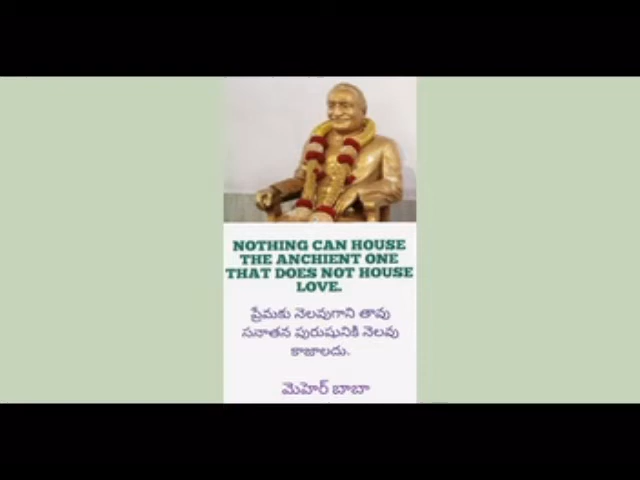 NOTHING CAN HOUSE
THE ANCHIENT ONE
THAT DOES NOT HOUSE
LOVE.
ప్రేమకు నెలవుగాని తావు
సనాతన పురుషునికి నెలవు
కాజాలదు.
మెహెర్ బాబా